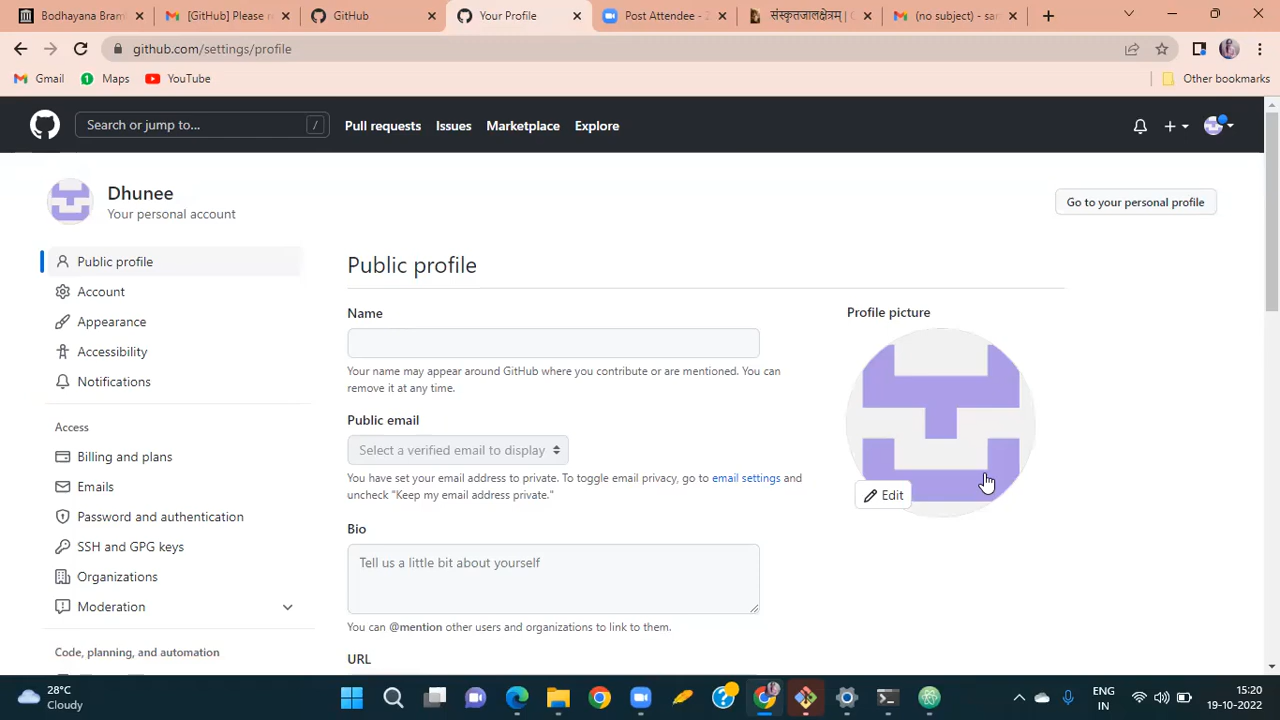 Bodhayana Bram
[GitHub] Please r
GitHub
Your Profile
Post Attendee - Z
संस्कृतजालक्षेत्रम् | C
(no subject) - san
github.com/settings/profile
Gmail
Maps
YouTube
Other bookmarks
Search or jump to...
/
Pull requests
Issues
Marketplace
Explore
Dhunee
Your personal account
Go to your personal profile
Public profile
Account
Appearance
Accessibility
Notifications
Access
Billing and plans
Emails
Password and authentication
SSH and GPG keys
Organizations
Moderation
Code, planning, and automation
Public profile
Name
Your name may appear around GitHub where you contribute or are mentioned. You can
remove it at any time.
Public email
Select a verified email to display
You have set your email address to private. To toggle email privacy, go to email settings and
uncheck "Keep my email address private."
Bio
Tell us a little bit about yourself
You can @mention other users and organizations to link to them.
URL
Profile picture
Edit
28°C
Cloudy
ENG
IN
15:20
19-10-2022